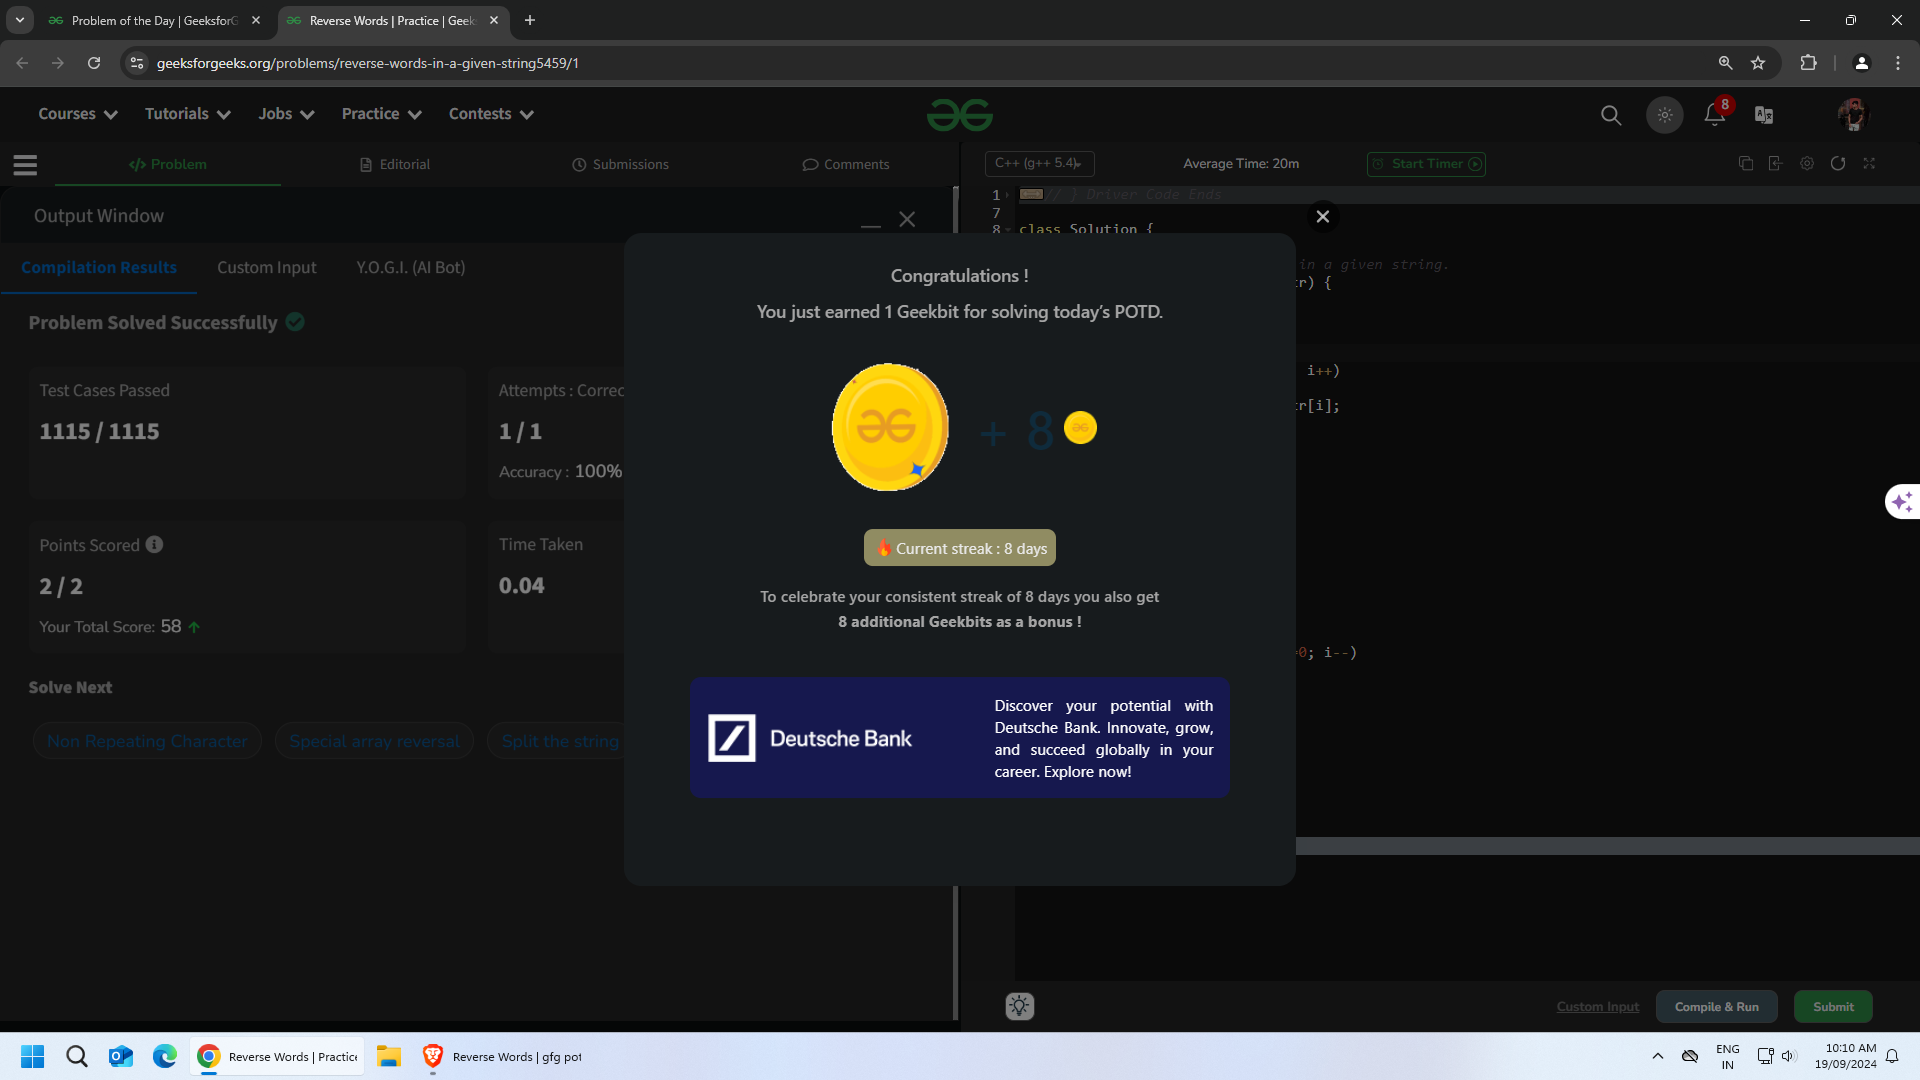 Problem of the Day | GeeksforG
Reverse Words | Practice | Geek
geeksforgeeks.org/problems/reverse-words-in-a-given-string5459/1
Courses
Tutorials
Jobs
Practice
Contests
8
Problem
Editorial
Submissions
Comments
C++ (g++ 5.4)
Average Time: 20m
Start Timer
Output Window
Compilation Results
Custom Input
Y.O.G.I. (AI Bot)
Problem Solved Successfully
Test Cases Passed
1115 / 1115
Attempts : Correc
1 / 1
Accuracy : 100%
Points Scored
2 / 2
Your Total Score: 58
Time Taken
0.04
Solve Next
Non Repeating Character
Special array reversal
Split the string
1 // } Driver Code Ends
7
8 class Solution {
in a given string.
tr) {
i++)
tr[i];
0; i--)
Congratulations !
You just earned 1 Geekbit for solving today's POTD.
+ 8
Current streak : 8 days
To celebrate your consistent streak of 8 days you also get
8 additional Geekbits as a bonus !
Deutsche Bank
Discover your potential with
Deutsche Bank. Innovate, grow,
and succeed globally in your
career. Explore now!
Custom Input
Compile & Run
Submit
Reverse Words | Practice
Reverse Words | gfg pot
ENG
IN
10:10 AM
19/09/2024